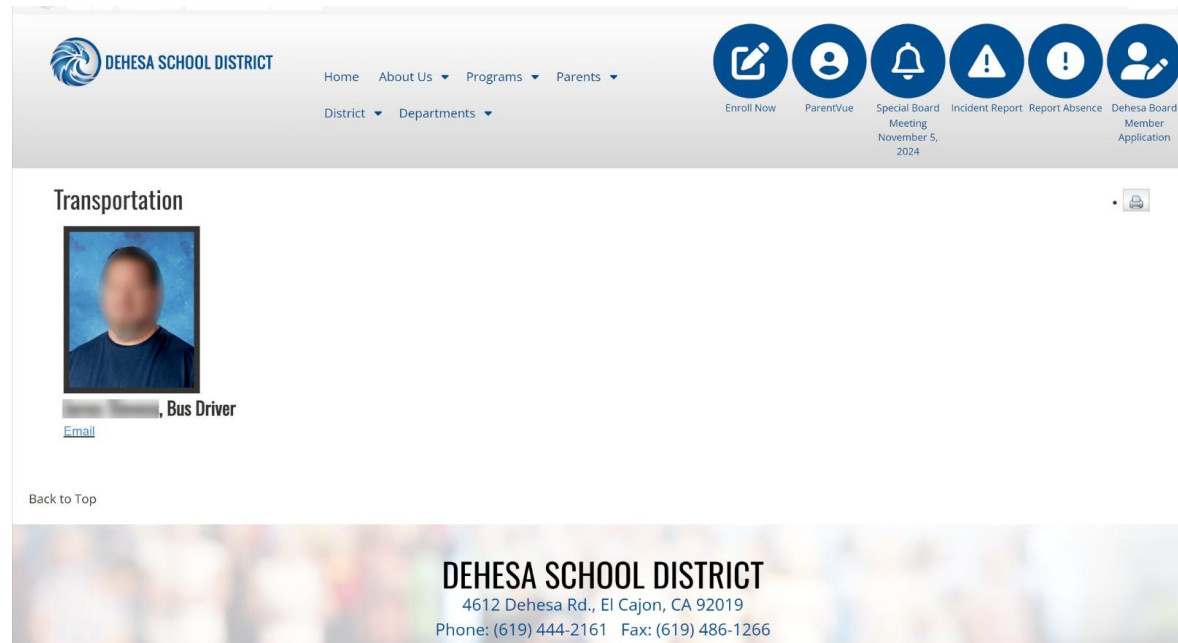 DEHESA SCHOOL DISTRICT
Home About Us Programs Parents
District Departments
Enroll Now
ParentVue
Special Board
Meeting
November 5,
2024
Incident Report
Report Absence
Dehesa Board
Member
Application
Transportation
, Bus Driver
Email
Back to Top
DEHESA SCHOOL DISTRICT
4612 Dehesa Rd., El Cajon, CA 92019
Phone: (619) 444-2161 Fax: (619) 486-1266